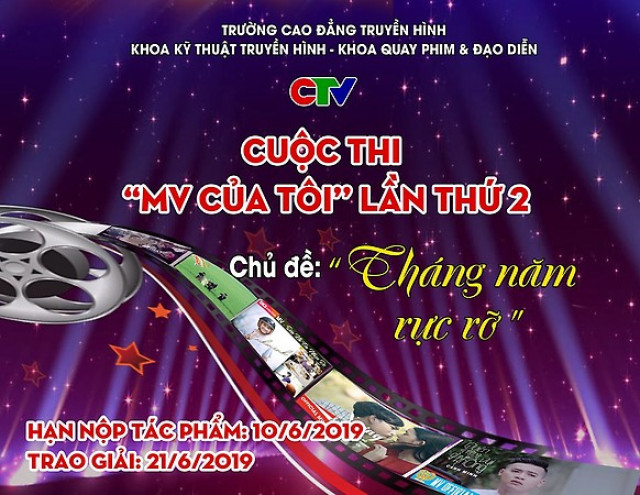 TRƯỜNG CAO ĐẲNG TRUYỀN HÌNH
KHOA KỸ THUẬT TRUYỀN HÌNH - KHOA QUAY PHIM & ĐẠO DIỄN
CTV
CUỘC THI
“MV CỦA TÔI” LẦN THỨ 2
Chủ đề: “Tháng năm
rực rỡ"
HẠN NỘP TÁC PHẨM: 10/6/2019
TRAO GIẢI: 21/6/2019